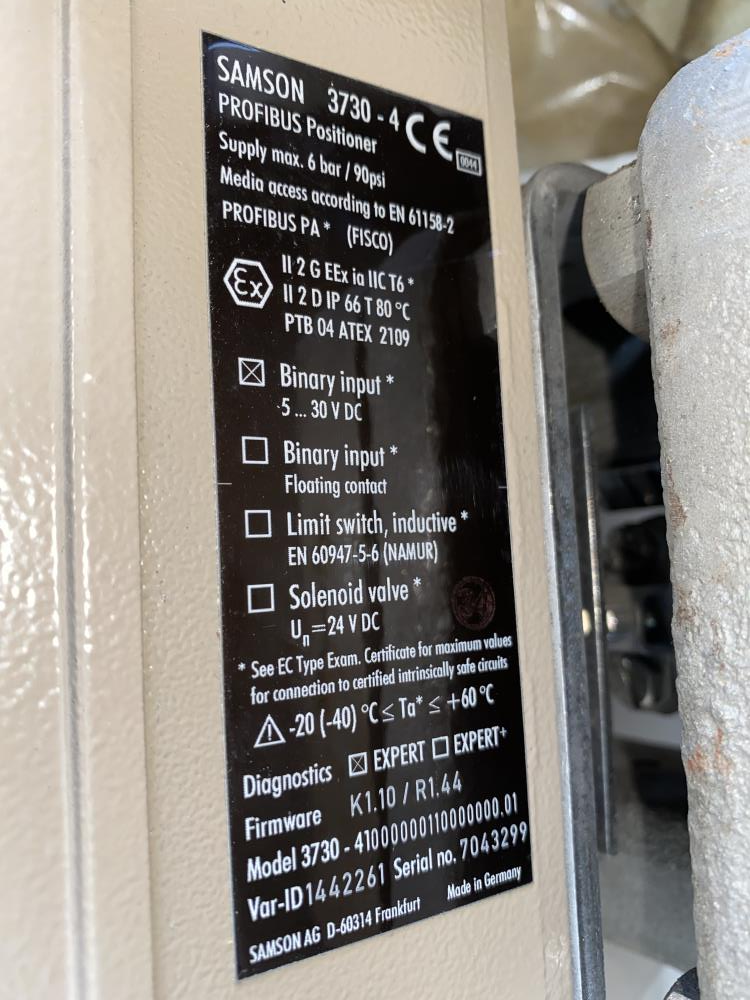 SAMSON 3730 - 4 CE 0044
PROFIBUS Positioner
Supply max. 6 bar / 90psi
Media access according to EN 61158-2
PROFIBUS PA * (FISCO)
Ex II 2 G EEx ia IIC T6 *
II 2 D IP 66 T 80 °C
PTB 04 ATEX 2109
☒ Binary input *
5 ... 30 V DC
☐ Binary input *
Floating contact
☐ Limit switch, inductive *
EN 60947-5-6 (NAMUR)
☐ Solenoid valve *
Un=24 V DC
* See EC Type Exam. Certificate for maximum values
for connection to certified intrinsically safe circuits
⚠ -20 (-40) °C ≤ Ta* ≤ +60 °C
Diagnostics ☒ EXPERT ☐ EXPERT+
Firmware K1.10 / R1.44
Model 3730 - 41000000110000000.01
Var-ID 1442261 Serial no. 7043299
SAMSON AG D-60314 Frankfurt Made in Germany